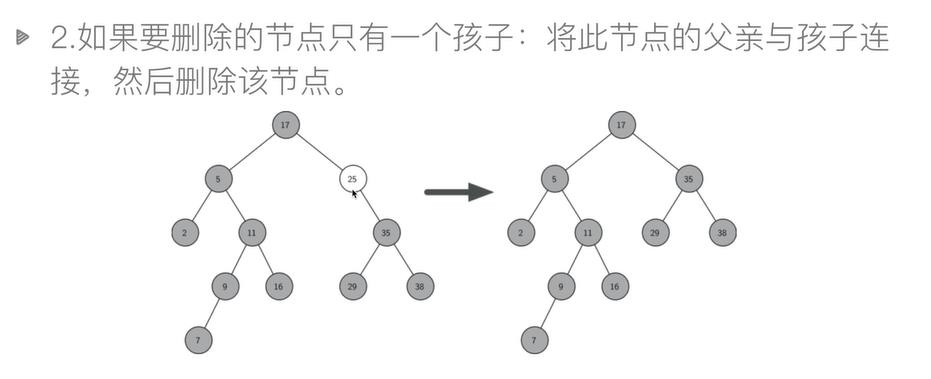 2.如果要删除的节点只有一个孩子：将此节点的父亲与孩子连
接，然后删除该节点。
17 17
5 25 5 35
2 11 35 2 11 29 38
9 16 29 38 9 16
7 7